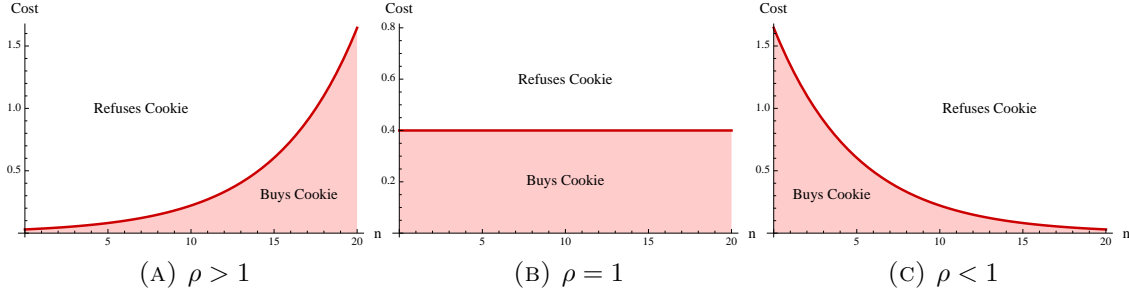 Cost
1.5
1.0
0.5
Refuses Cookie
Buys Cookie
5 10 15 20
n
(A) ρ > 1
Cost
0.8
0.6
0.4
0.2
Refuses Cookie
Buys Cookie
5 10 15 20
n
(B) ρ = 1
Cost
1.5
1.0
0.5
Refuses Cookie
Buys Cookie
5 10 15 20
n
(C) ρ < 1